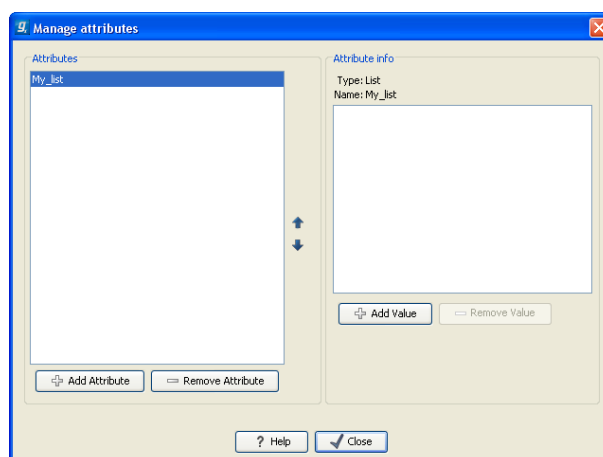 Manage attributes
Attributes
My_list
Add Attribute
Remove Attribute
Attribute info
Type: List
Name: My_list
Add Value
Remove Value
? Help
Close